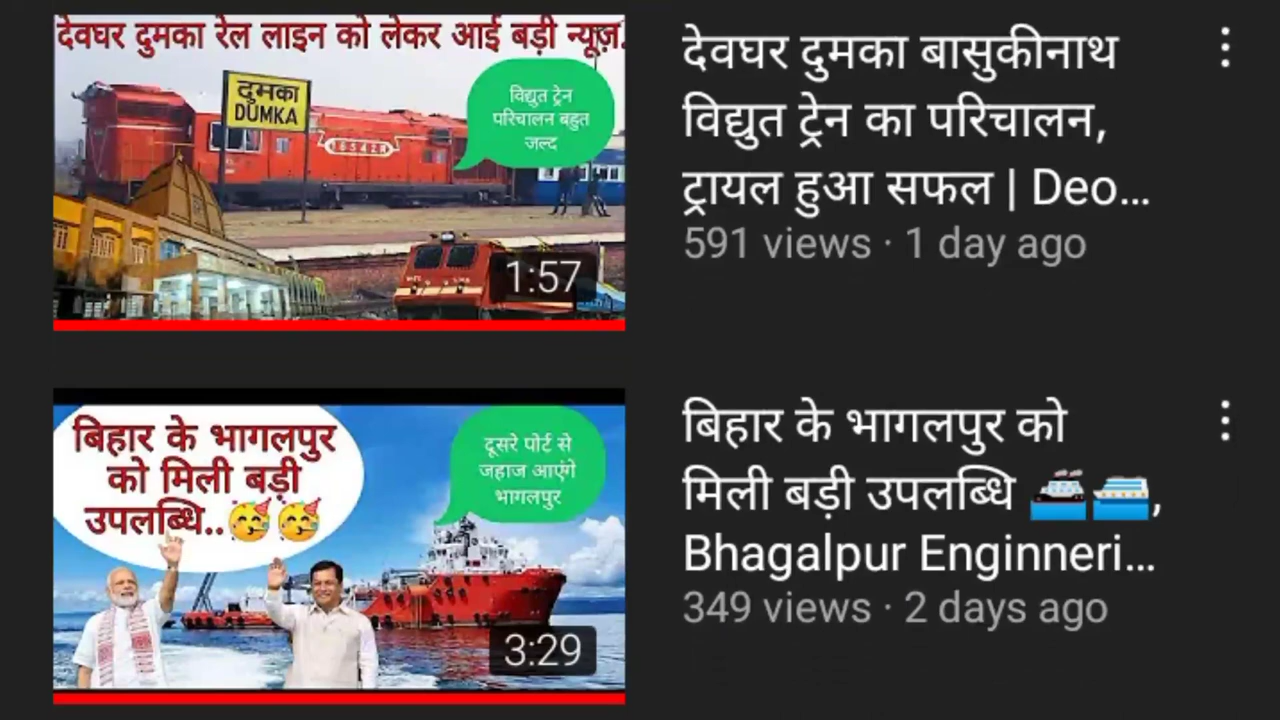 देवघर दुमका रेल लाइन को लेकर आई बड़ी न्यूज़.
दुमका
DUMKA
विद्युत ट्रेन
परिचालन बहुत
जल्द
16542R
1:57
देवघर दुमका बासुकीनाथ
विद्युत ट्रेन का परिचालन,
ट्रायल हुआ सफल | Deo...
591 views · 1 day ago
बिहार के भागलपुर
को मिली बड़ी
उपलब्धि..🥳🥳
दूसरे पोर्ट से
जहाज आएंगे
भागलपुर
3:29
बिहार के भागलपुर को
मिली बड़ी उपलब्धि 🚢🛳️,
Bhagalpur Enginneri...
349 views · 2 days ago